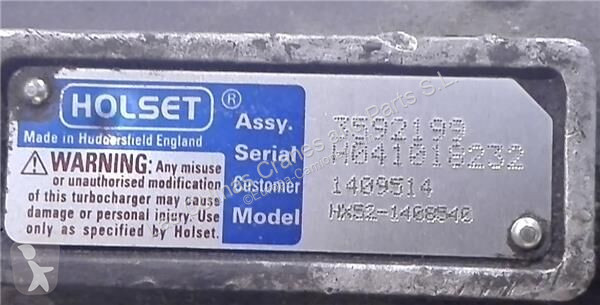 HOLSET ®
Made in Huddersfield England
WARNING: Any misuse
or unauthorised modification
of this turbocharger may cause
damage or personal injury. Use
only as specified by Holset.
Assy. 3592199
Serial M041018232
Customer 1409514
Model HX52-1408540